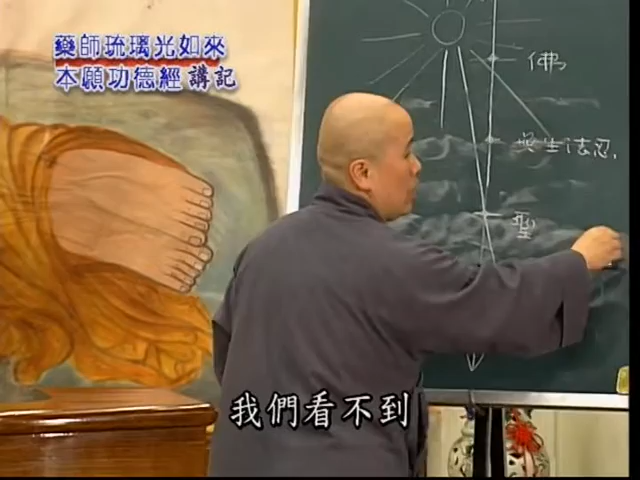 藥師琉璃光如來
本願功德經講記
佛
無生法忍
聖
我們看不到